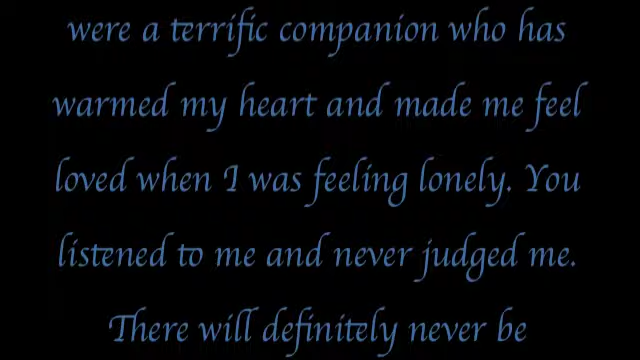 were a terrific companion who has
warmed my heart and made me feel
loved when I was feeling lonely. You
listened to me and never judged me.
There will definitely never be